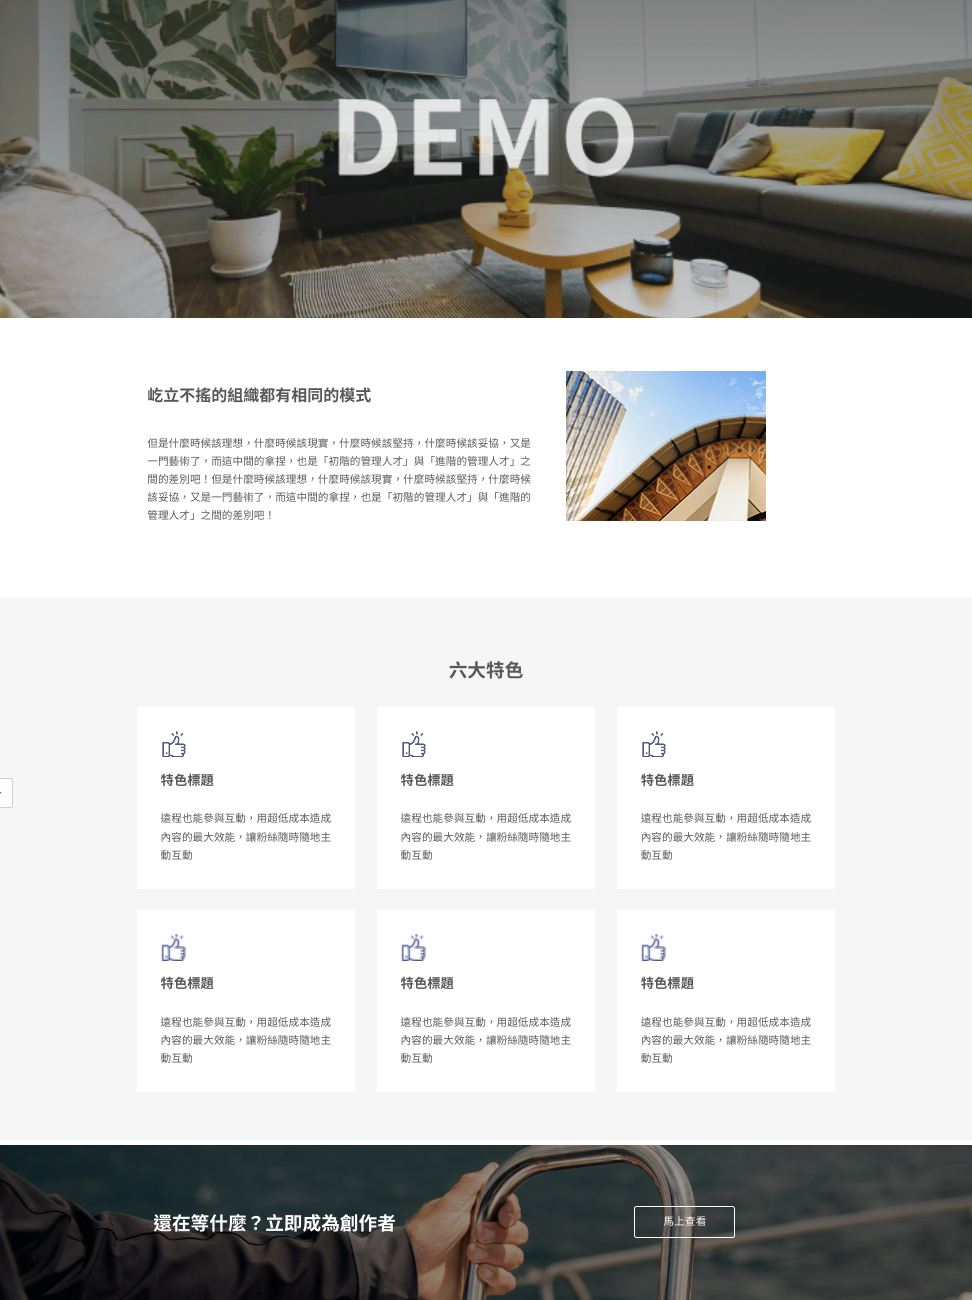 DEMO
屹立不搖的組織都有相同的模式
但是什麼時候該理想，什麼時候該現實，什麼時候該堅持，什麼時候該妥協，又是
一門藝術了，而這中間的拿捏，也是「初階的管理人才」與「進階的管理人才」之
間的差別吧！但是什麼時候該理想，什麼時候該現實，什麼時候該堅持，什麼時候
該妥協，又是一門藝術了，而這中間的拿捏，也是「初階的管理人才」與「進階的
管理人才」之間的差別吧！
六大特色
特色標題
遠程也能參與互動，用超低成本造成
內容的最大效能，讓粉絲隨時隨地主
動互動
特色標題
遠程也能參與互動，用超低成本造成
內容的最大效能，讓粉絲隨時隨地主
動互動
特色標題
遠程也能參與互動，用超低成本造成
內容的最大效能，讓粉絲隨時隨地主
動互動
特色標題
遠程也能參與互動，用超低成本造成
內容的最大效能，讓粉絲隨時隨地主
動互動
特色標題
遠程也能參與互動，用超低成本造成
內容的最大效能，讓粉絲隨時隨地主
動互動
特色標題
遠程也能參與互動，用超低成本造成
內容的最大效能，讓粉絲隨時隨地主
動互動
還在等什麼？立即成為創作者
馬上查看